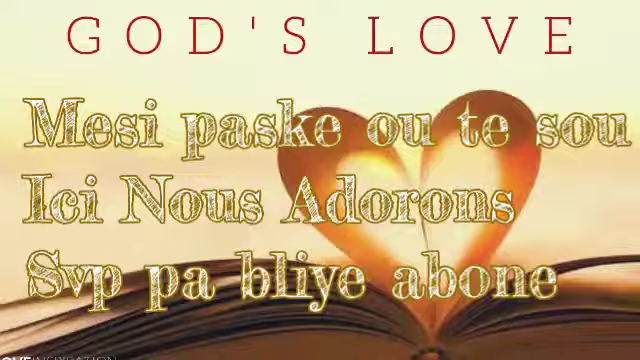 GOD'S LOVE
Mesi paske ou te sou
Ici Nous Adorons
Svp pa bliye abone